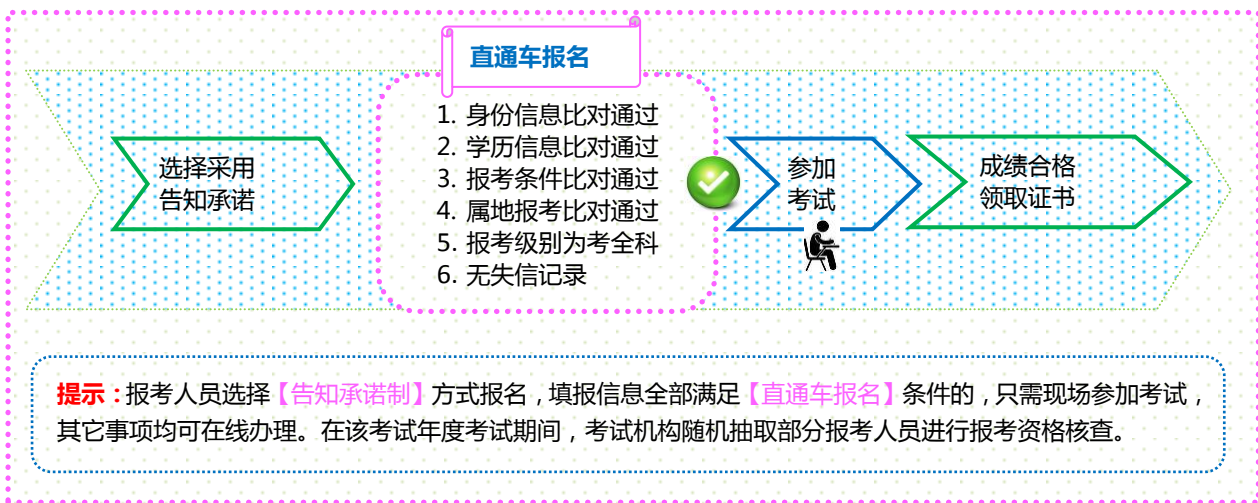 直通车报名
选择采用
告知承诺
1. 身份信息比对通过
2. 学历信息比对通过
3. 报考条件比对通过
4. 属地报考比对通过
5. 报考级别为考全科
6. 无失信记录
参加
考试
成绩合格
领取证书
提示：报考人员选择【告知承诺制】方式报名，填报信息全部满足【直通车报名】条件的，只需现场参加考试，
其它事项均可在线办理。在该考试年度考试期间，考试机构随机抽取部分报考人员进行报考资格核查。